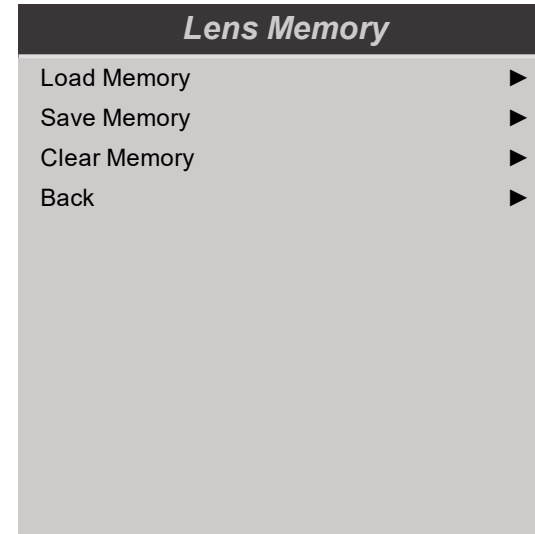 Lens Memory
Load Memory ►
Save Memory ►
Clear Memory ►
Back ►